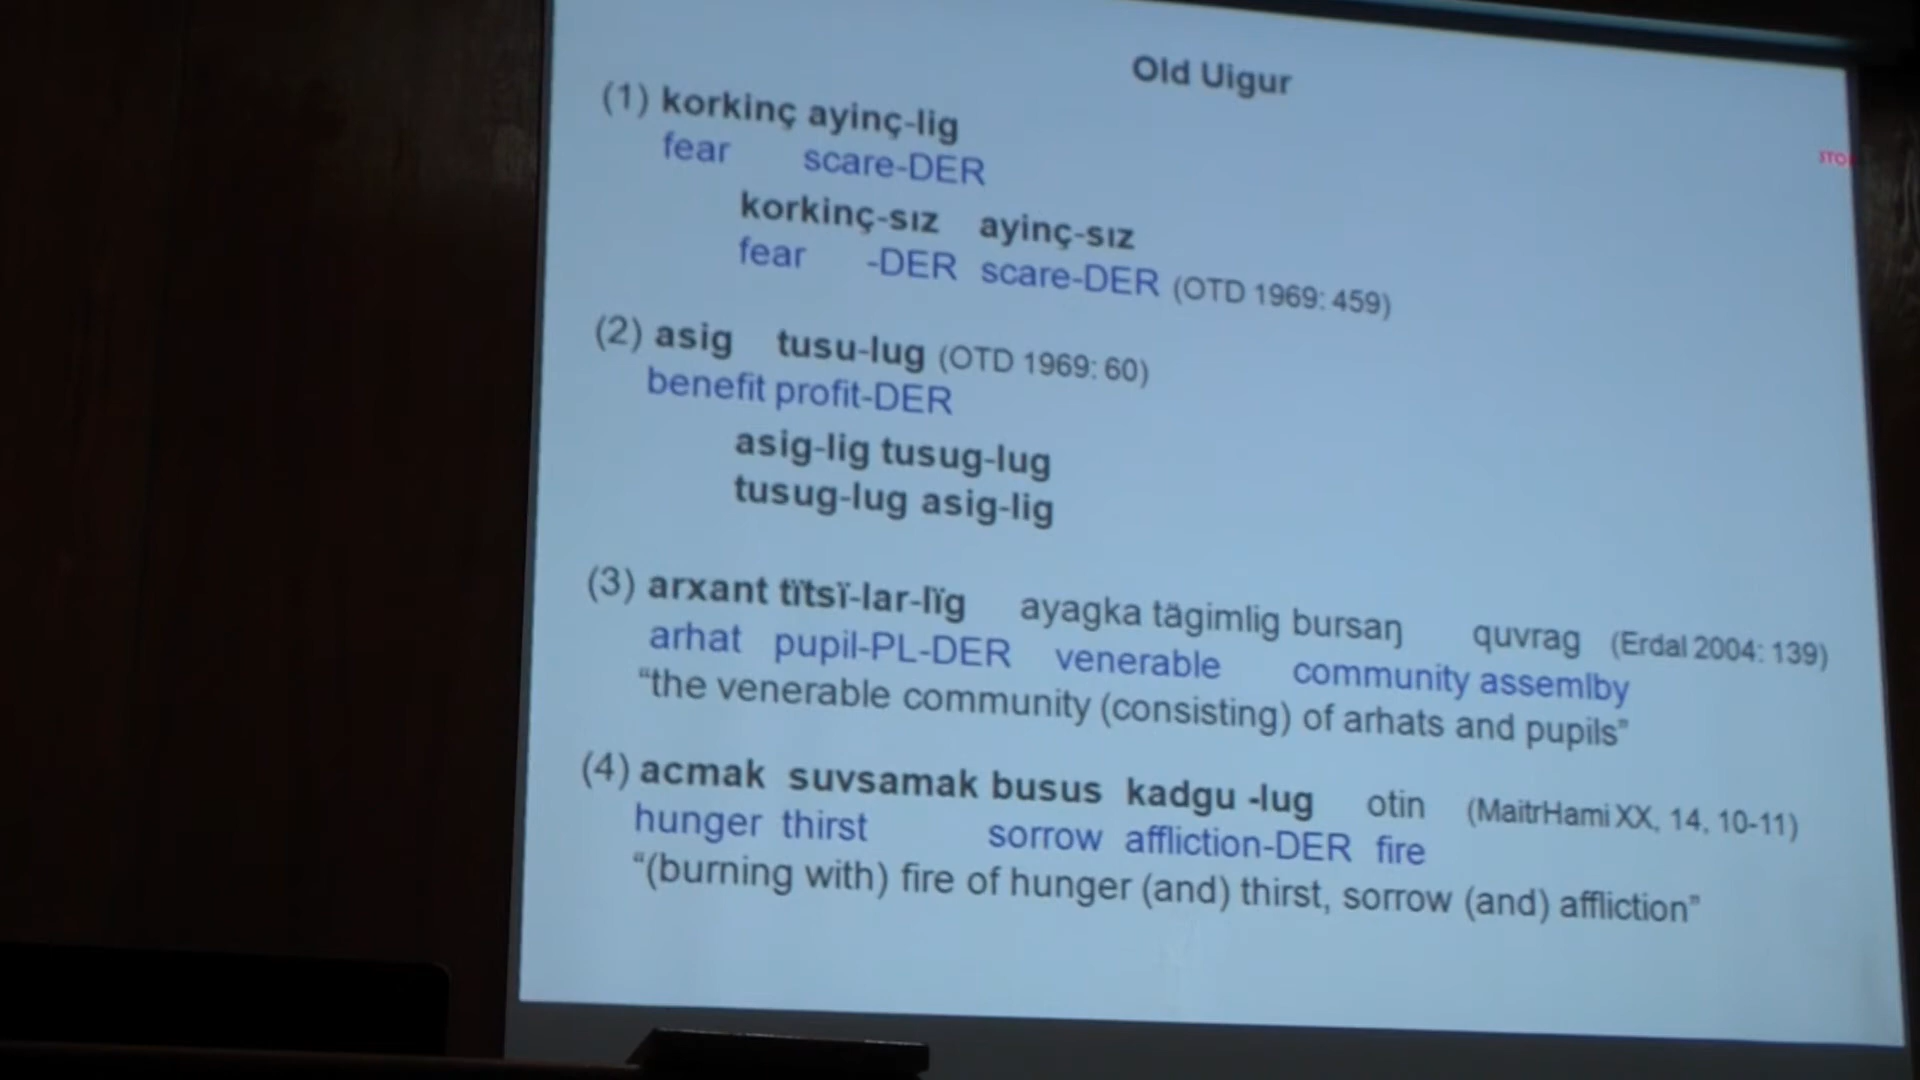 Old Uigur
(1) korkinç ayinç-lig
fear scare-DER
korkinç-sız ayinç-sız
fear -DER scare-DER (OTD 1969: 459)
(2) asig tusu-lug (OTD 1969: 60)
benefit profit-DER
asig-lig tusug-lug
tusug-lug asig-lig
(3) arxant tïtsï-lar-lïg ayagka tägimlig bursaŋ quvrag (Erdal 2004: 139)
arhat pupil-PL-DER venerable community assemlby
“the venerable community (consisting) of arhats and pupils”
(4) acmak suvsamak busus kadgu -lug otin (MaitrHami XX, 14, 10-11)
hunger thirst sorrow affliction-DER fire
“(burning with) fire of hunger (and) thirst, sorrow (and) affliction”